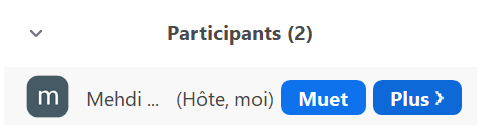 Participants (2)
m Mehdi ... (Hôte, moi) Muet Plus